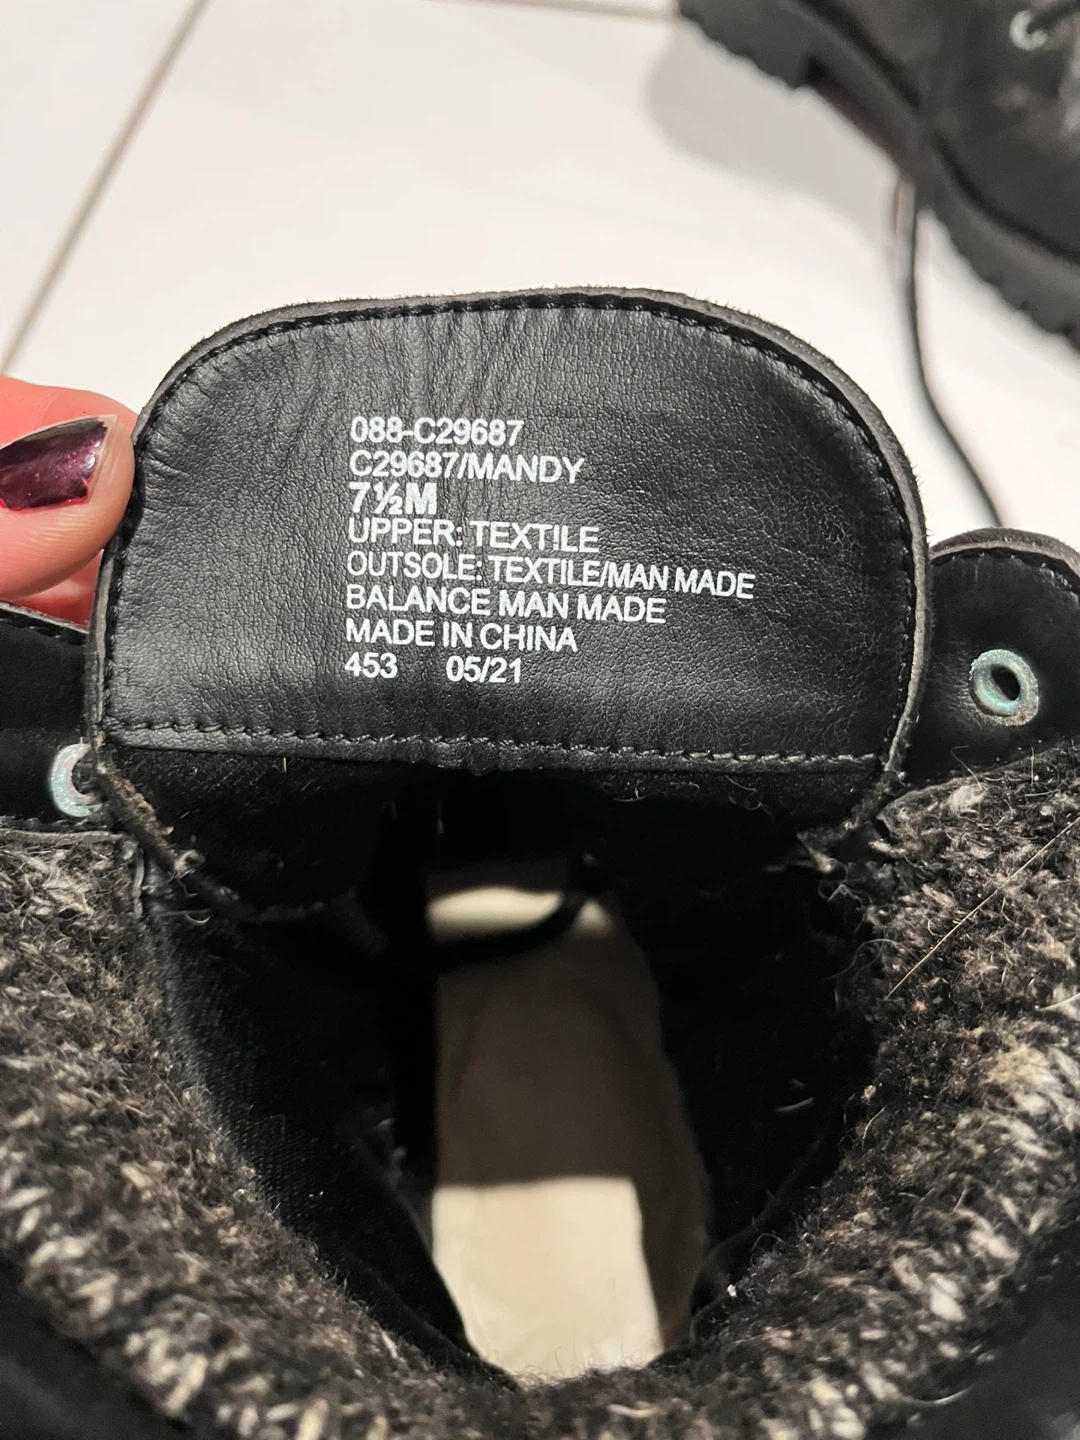 088-C29687
C29687/MANDY
7½M
UPPER: TEXTILE
OUTSOLE: TEXTILE/MAN MADE
BALANCE MAN MADE
MADE IN CHINA
453 05/21